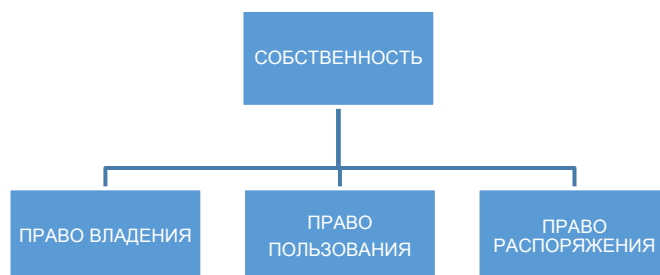 СОБСТВЕННОСТЬ
ПРАВО ВЛАДЕНИЯ
ПРАВО
ПОЛЬЗОВАНИЯ
ПРАВО
РАСПОРЯЖЕНИЯ